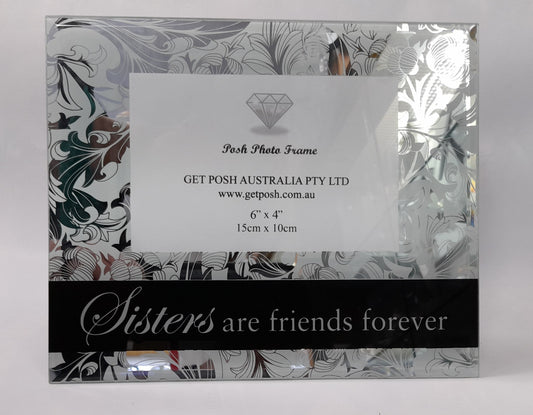 Posh Photo Frame
GET POSH AUSTRALIA PTY LTD
www.getposh.com.au
6” x 4”
15cm x 10cm
Sisters are friends forever